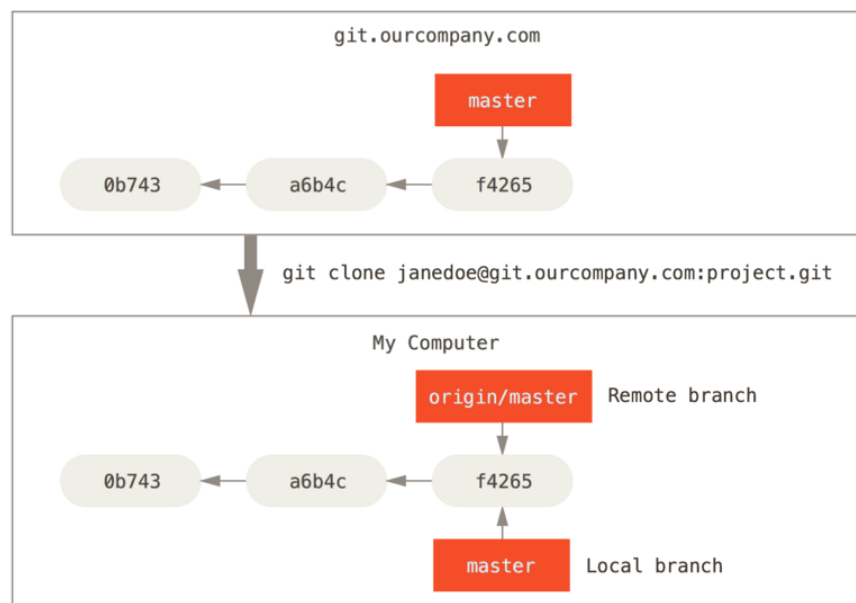 git.ourcompany.com
master
0b743 a6b4c f4265
git clone janedoe@git.ourcompany.com:project.git
My Computer
origin/master Remote branch
0b743 a6b4c f4265
master Local branch